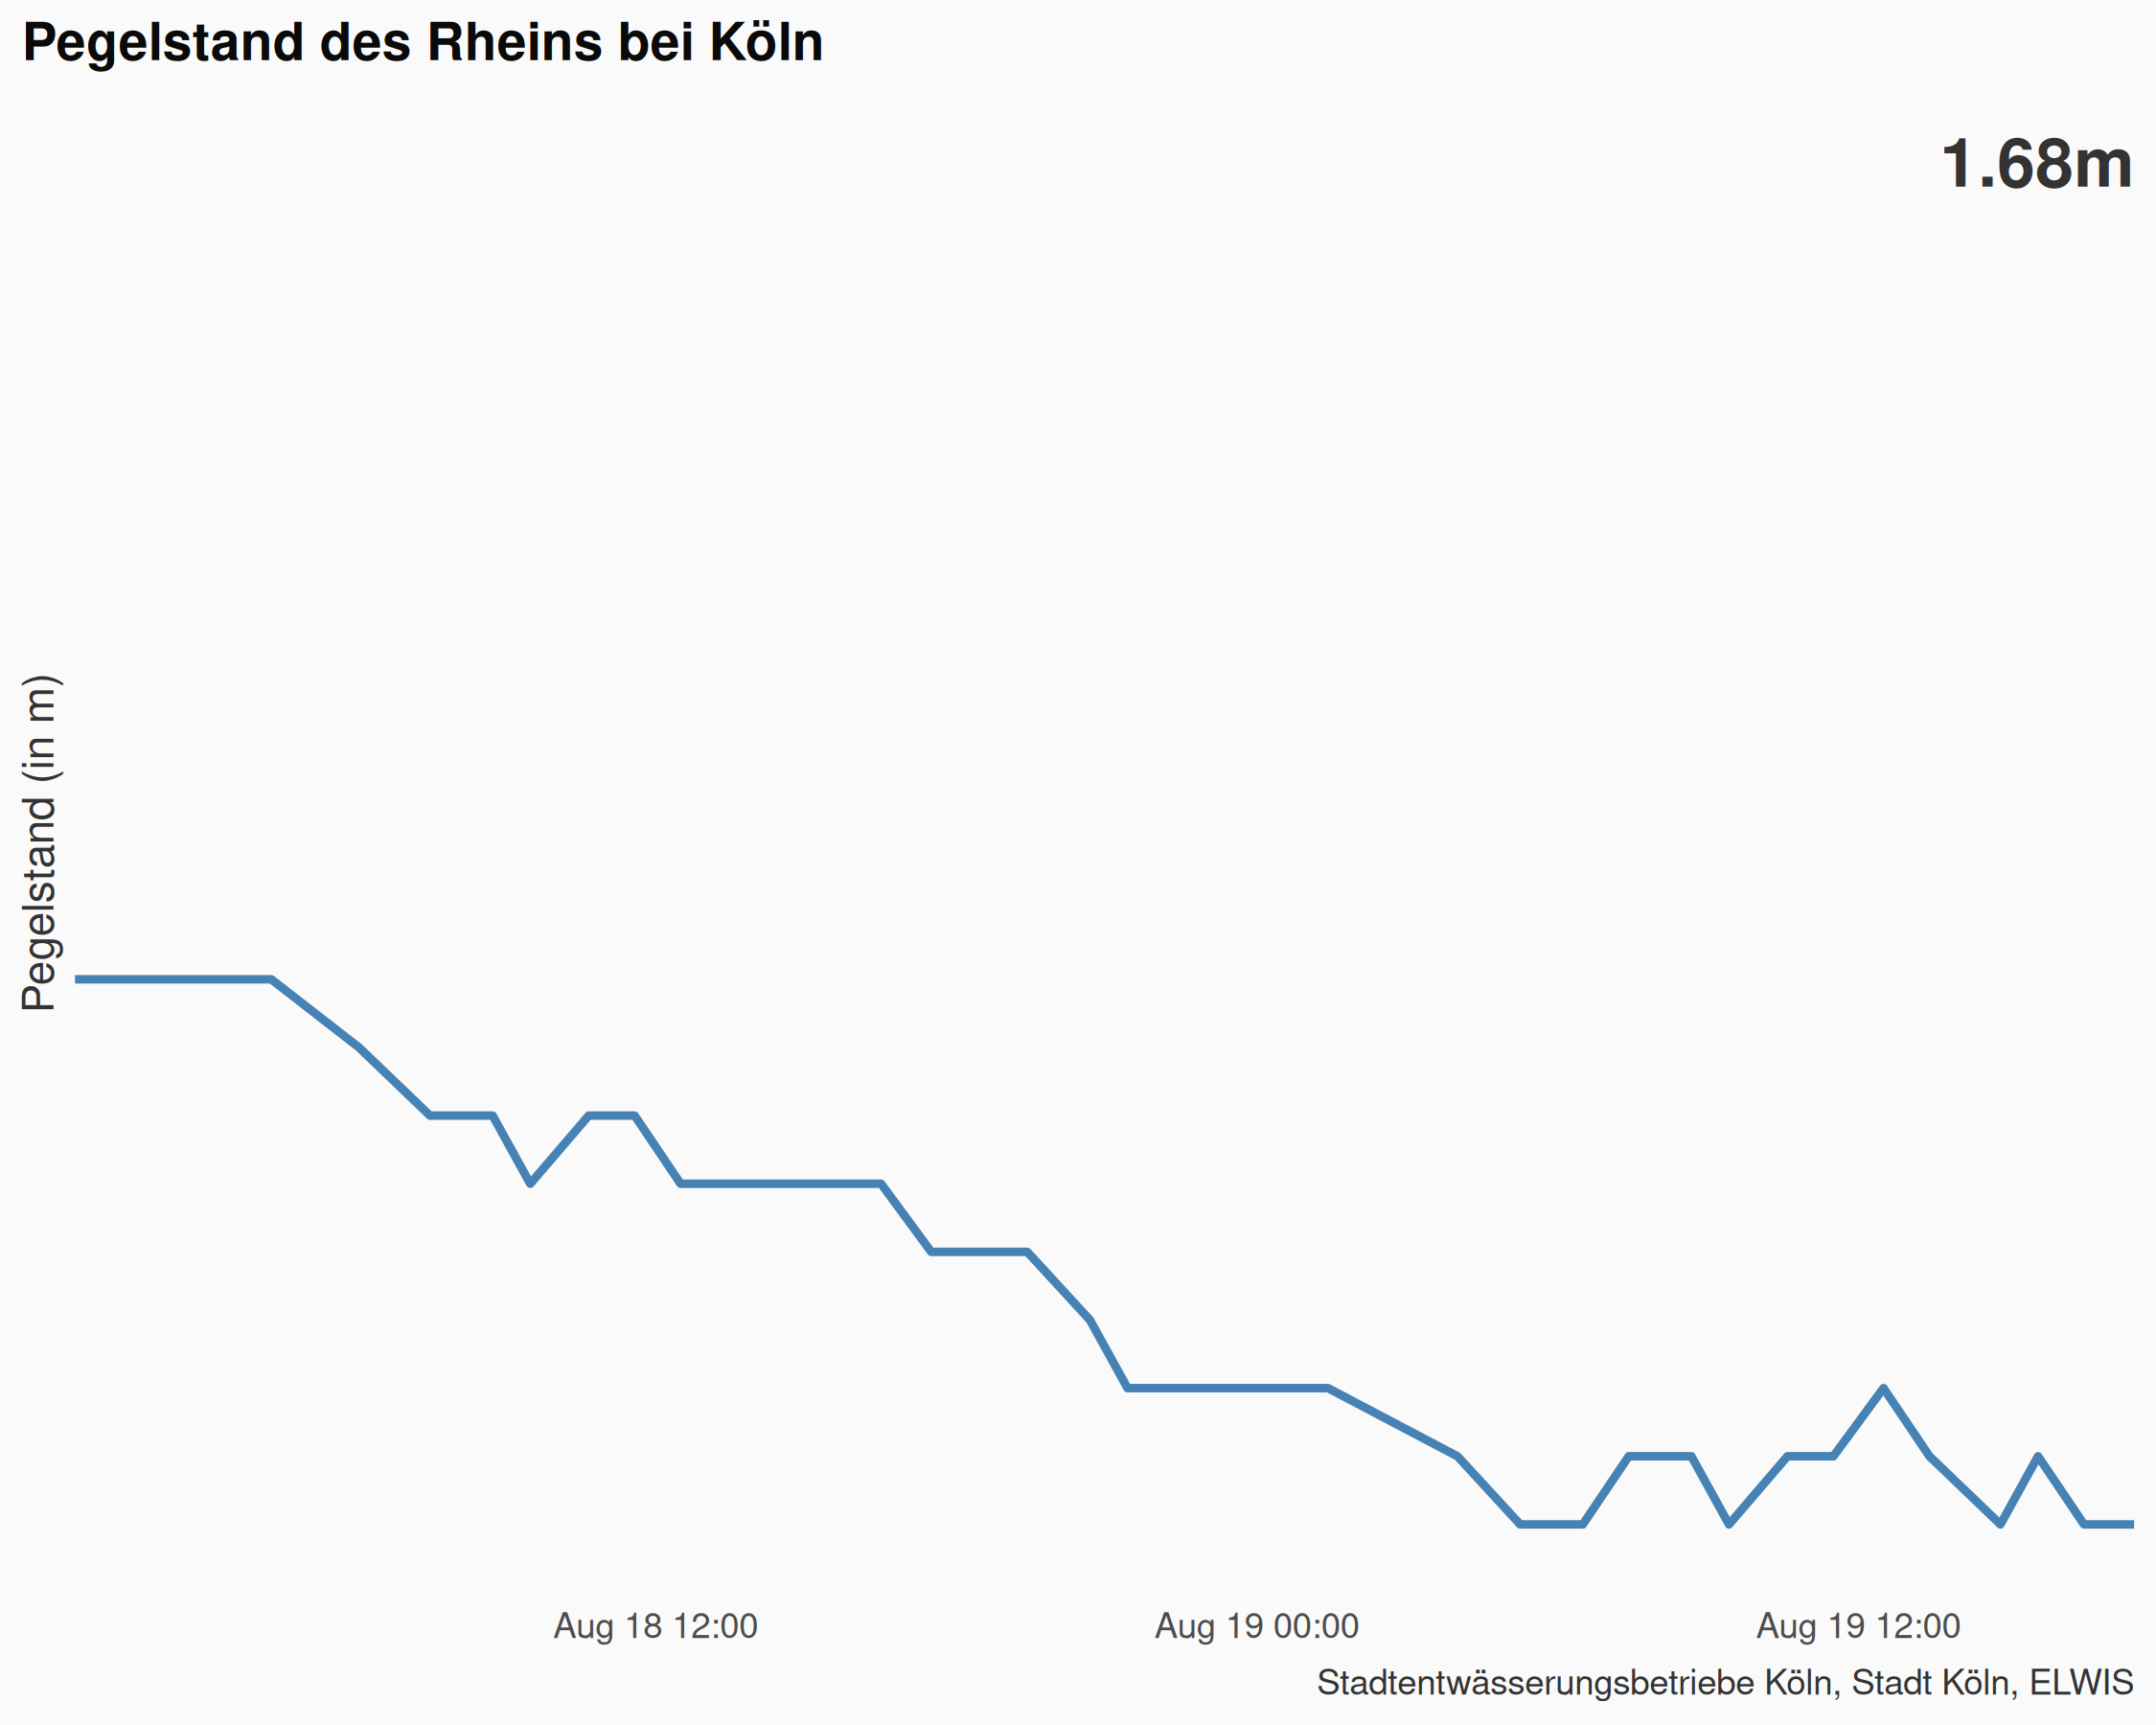 Pegelstand des Rheins bei Köln
1.68m
Pegelstand (in m)
Aug 18 12:00
Aug 19 00:00
Aug 19 12:00
Stadtentwässerungsbetriebe Köln, Stadt Köln, ELWIS